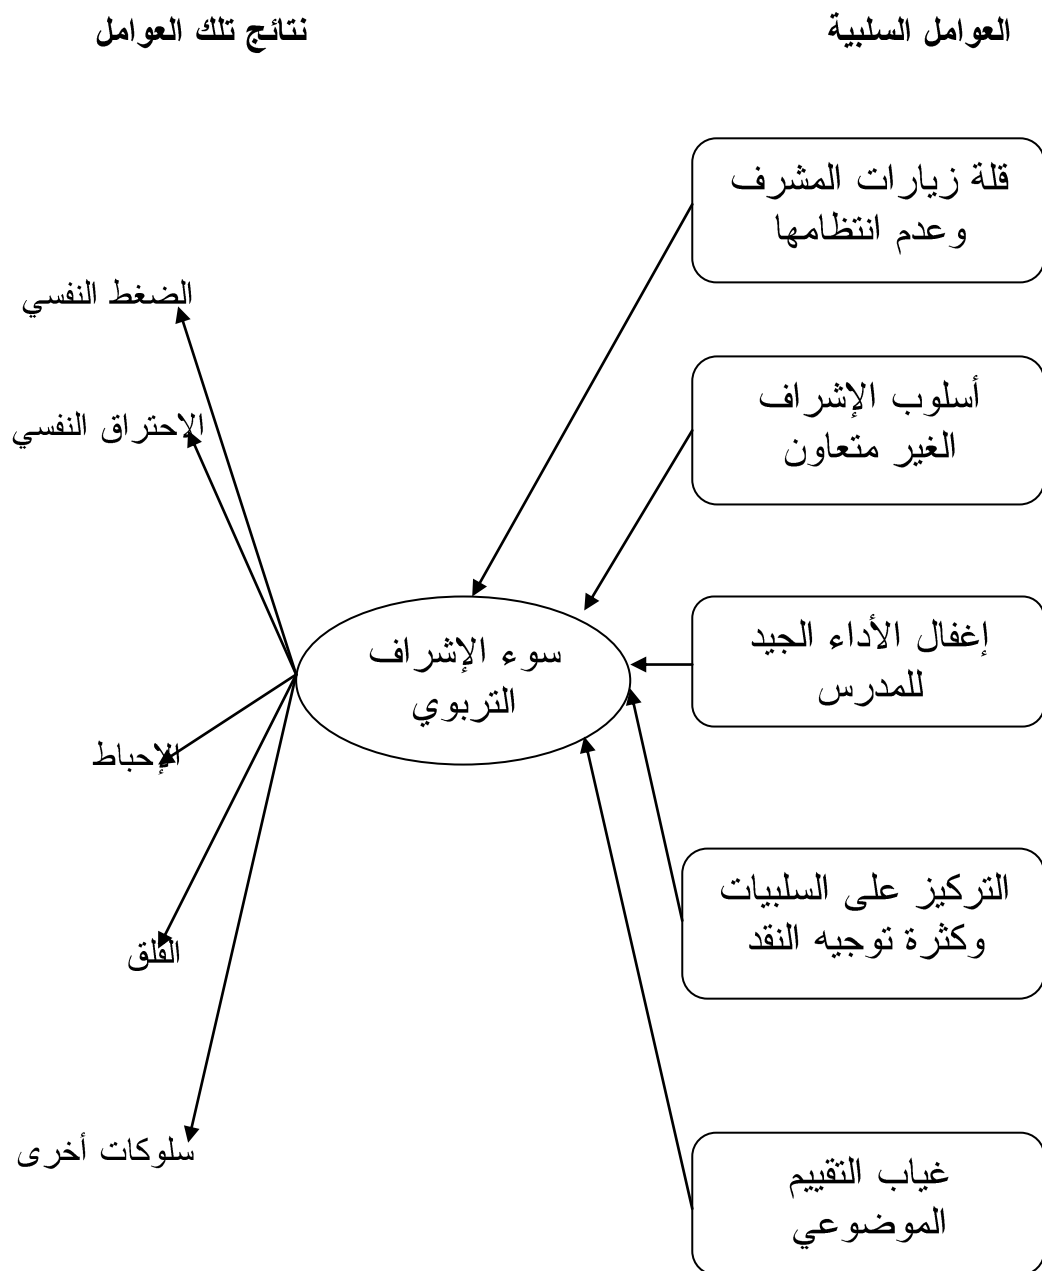 العوامل السلبية
نتائج تلك العوامل
قلة زيارات المشرف
وعدم انتظامها
أسلوب الإشراف
الغير متعاون
إغفال الأداء الجيد
للمدرس
التركيز على السلبيات
وكثرة توجيه النقد
غياب التقييم
الموضوعي
سوء الإشراف
التربوي
الضغط النفسي
الاحتراق النفسي
الإحباط
القلق
سلوكات أخرى